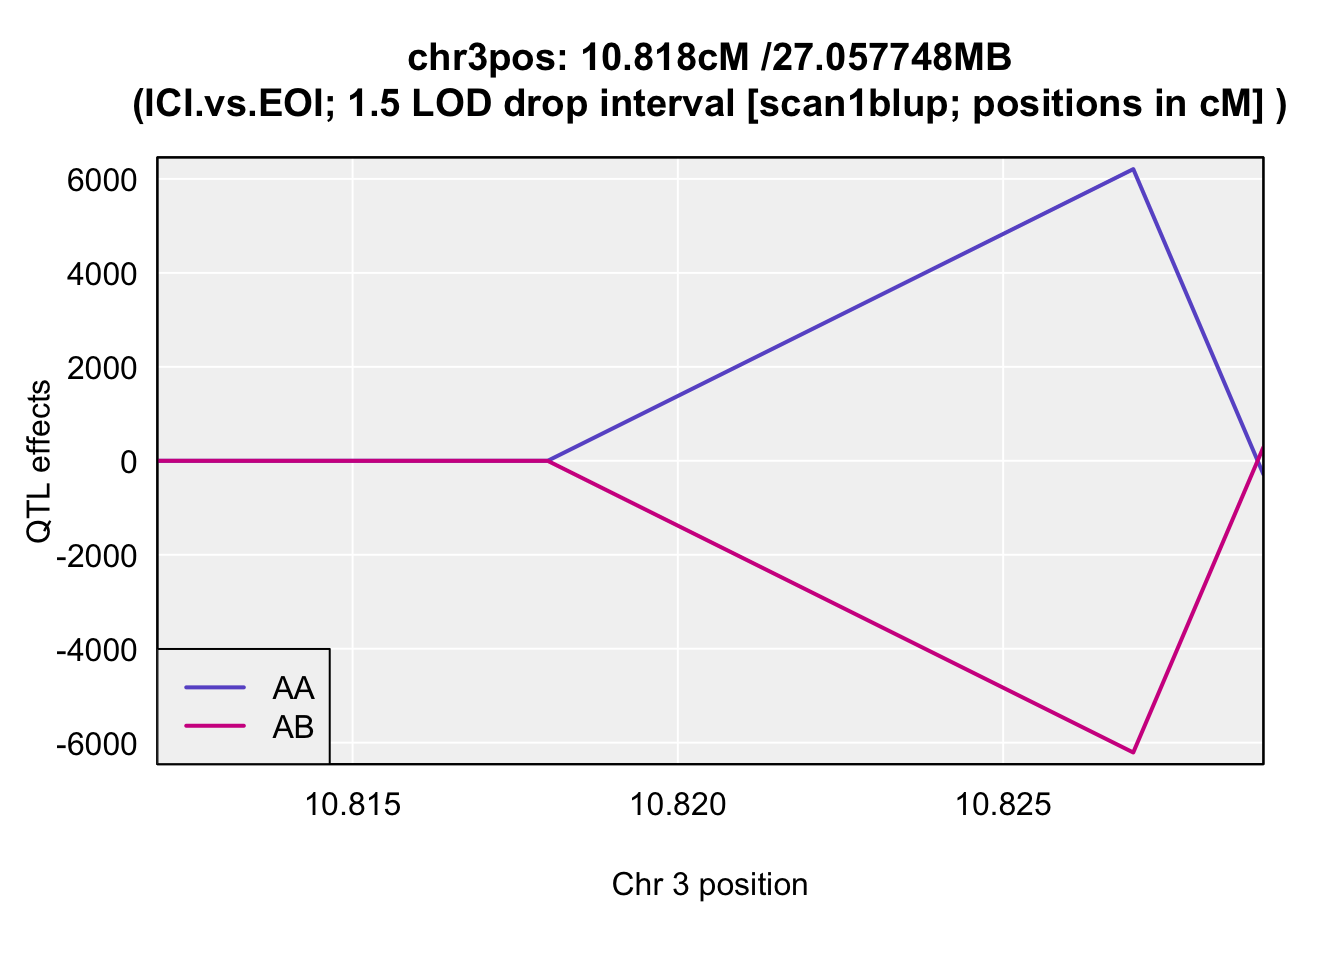 chr3pos: 10.818cM /27.057748MB
(ICI.vs.EOI; 1.5 LOD drop interval [scan1blup; positions in cM] )
QTL effects
6000
4000
2000
0
-2000
-4000
-6000
AA
AB
10.815
10.820
10.825
Chr 3 position